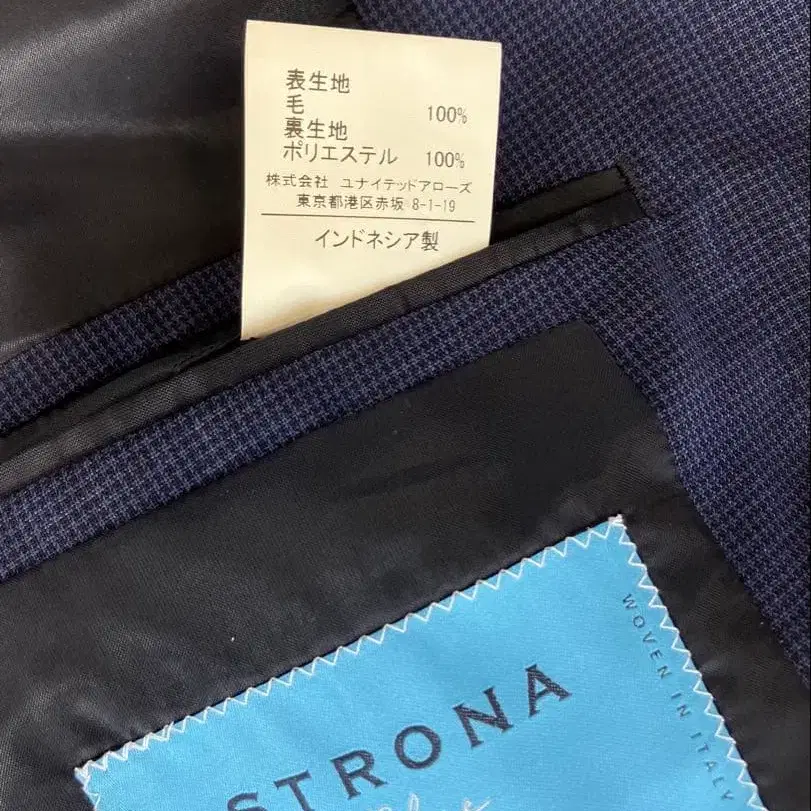 表生地
毛 100%
裏生地
ポリエステル 100%
株式会社 ユナイテッドアローズ
東京都港区赤坂 8-1-19
インドネシア製
WOVEN IN ITALY
STRONA